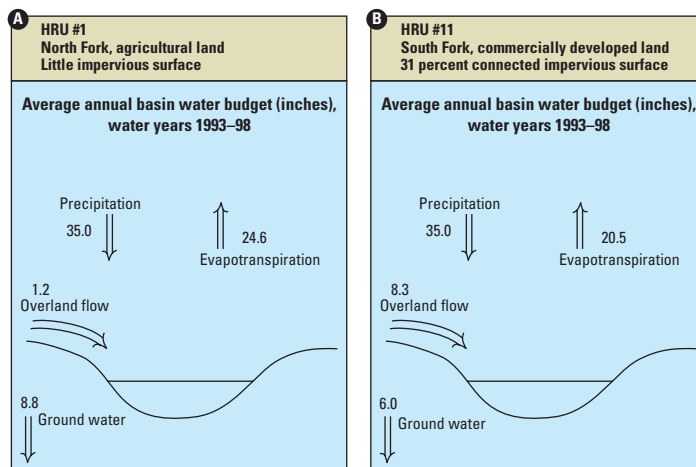 A
HRU #1
North Fork, agricultural land
Little impervious surface
Average annual basin water budget (inches),
water years 1993–98
Precipitation
35.0
24.6
Evapotranspiration
1.2
Overland flow
8.8
Ground water
B
HRU #11
South Fork, commercially developed land
31 percent connected impervious surface
Average annual basin water budget (inches),
water years 1993–98
Precipitation
35.0
20.5
Evapotranspiration
8.3
Overland flow
6.0
Ground water